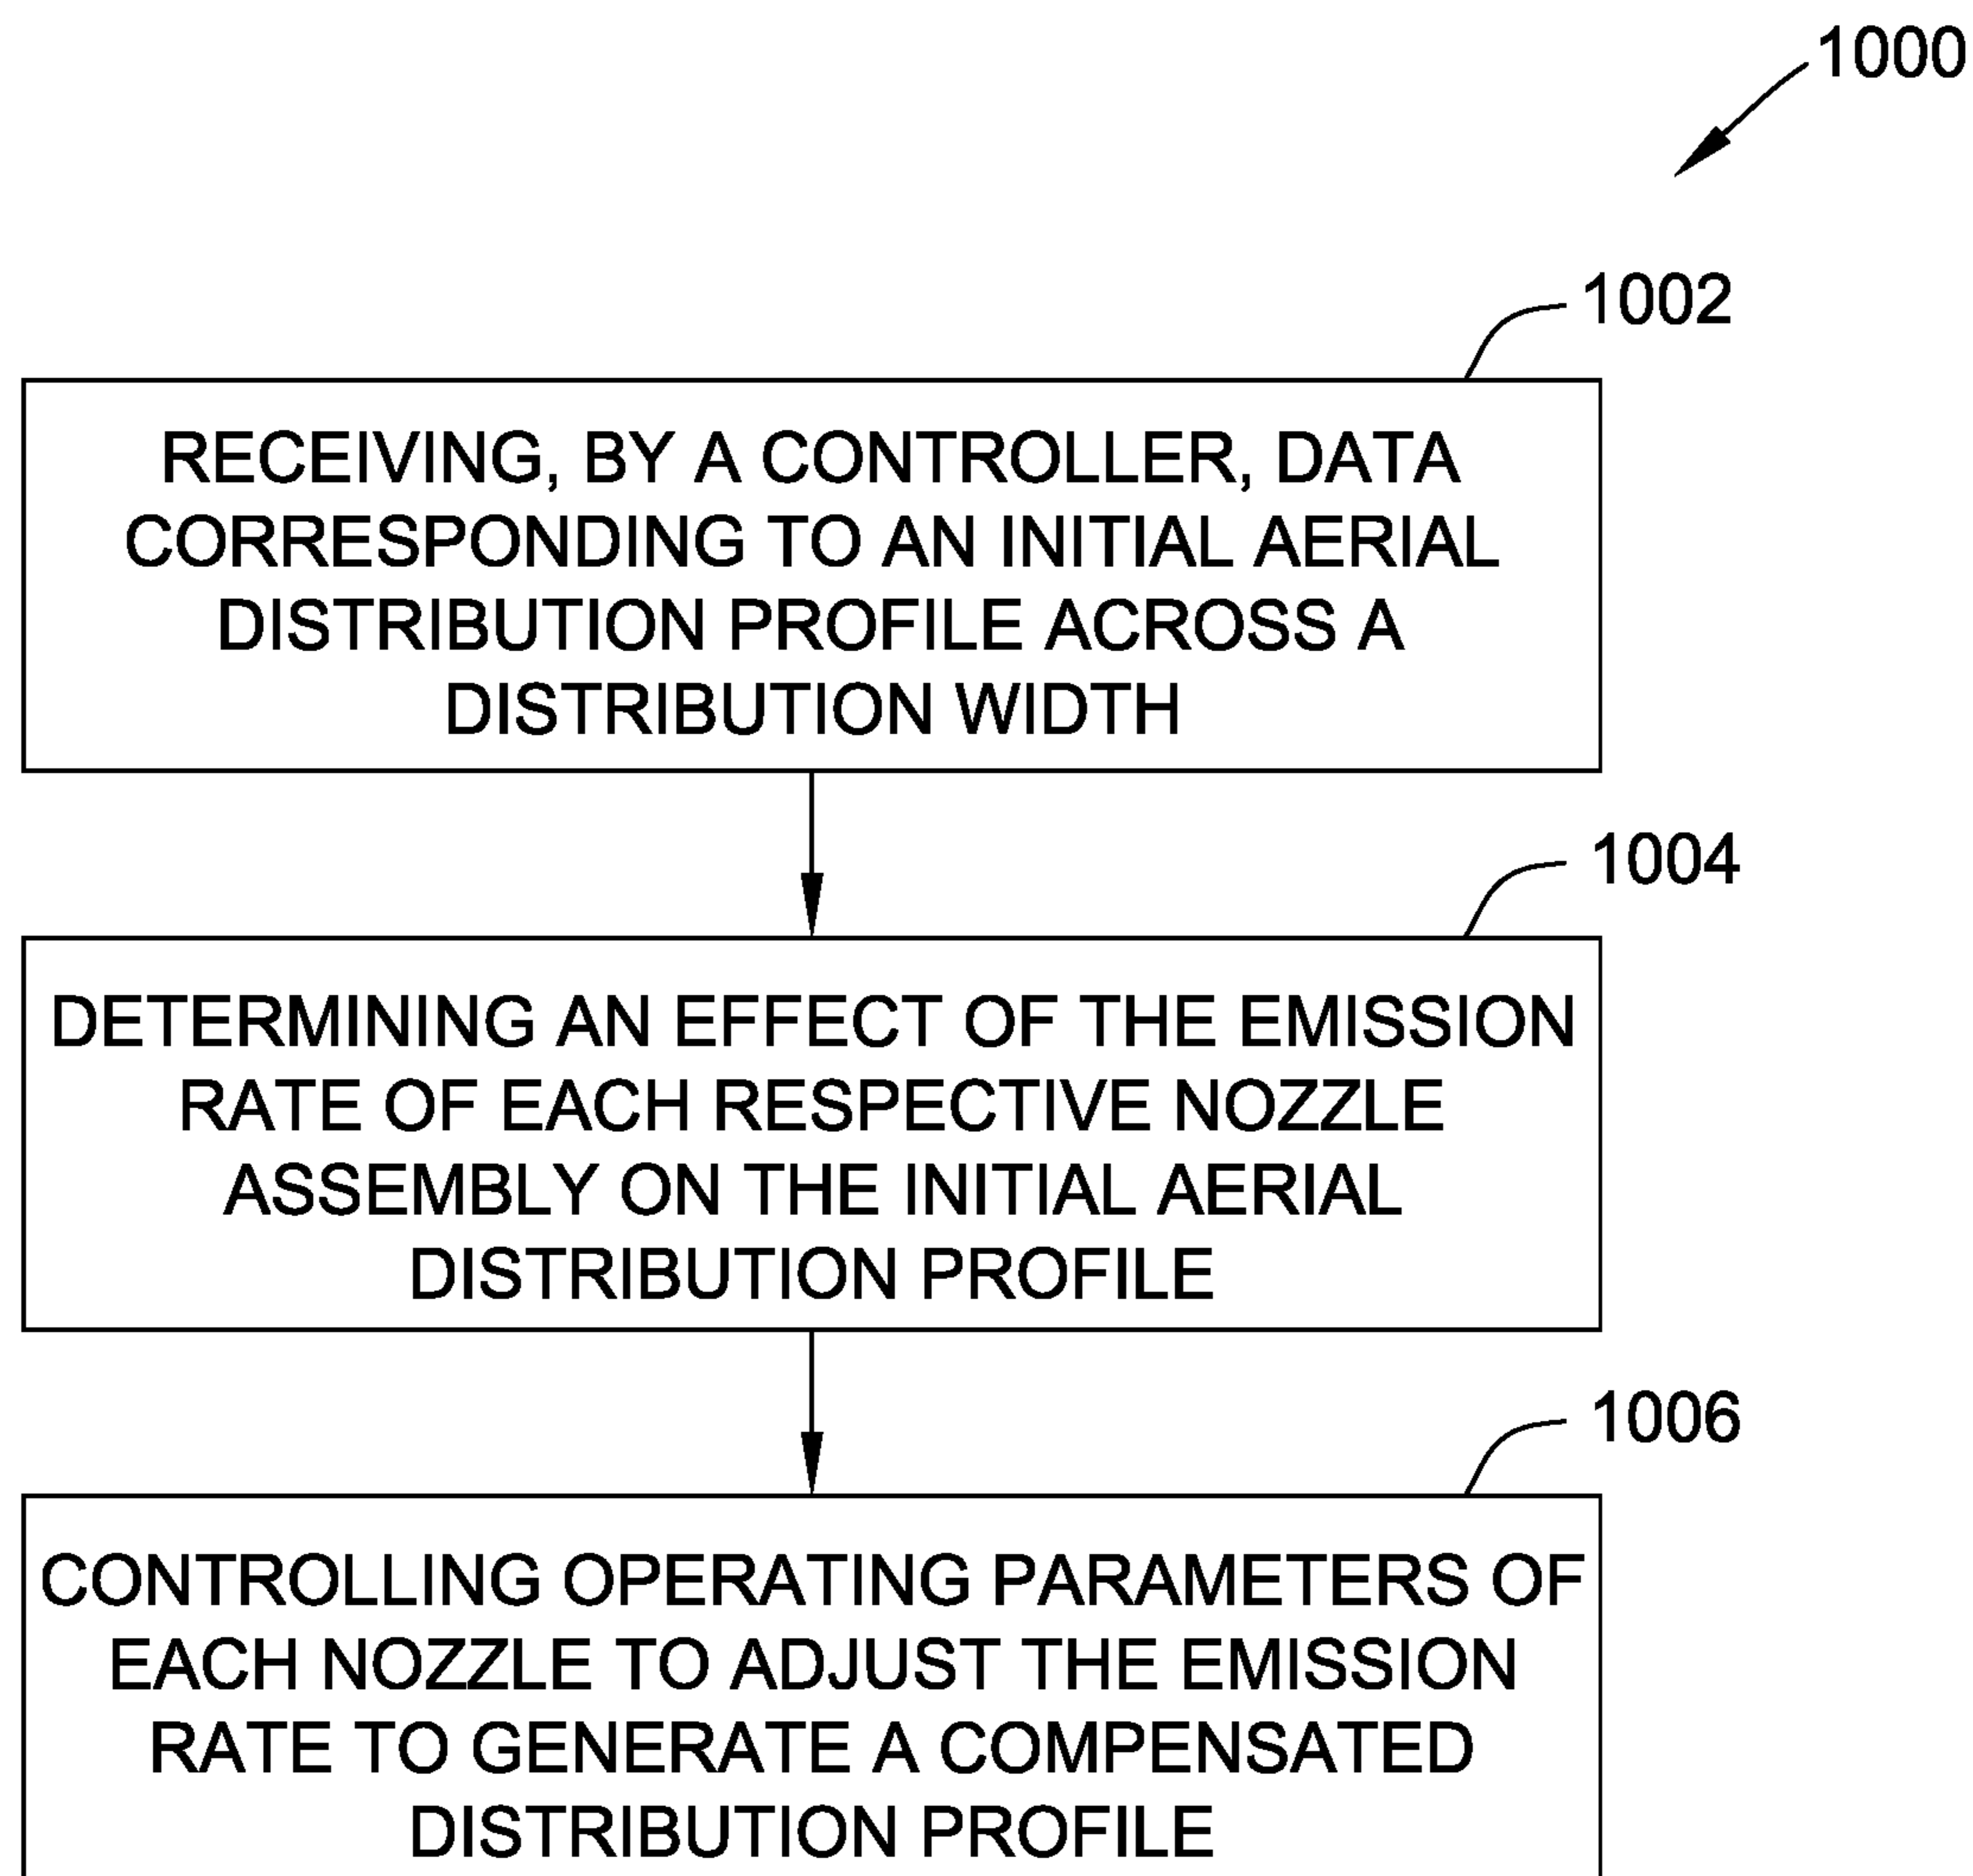 1000
1002
RECEIVING, BY A CONTROLLER, DATA
CORRESPONDING TO AN INITIAL AERIAL
DISTRIBUTION PROFILE ACROSS A
DISTRIBUTION WIDTH
1004
DETERMINING AN EFFECT OF THE EMISSION
RATE OF EACH RESPECTIVE NOZZLE
ASSEMBLY ON THE INITIAL AERIAL
DISTRIBUTION PROFILE
1006
CONTROLLING OPERATING PARAMETERS OF
EACH NOZZLE TO ADJUST THE EMISSION
RATE TO GENERATE A COMPENSATED
DISTRIBUTION PROFILE